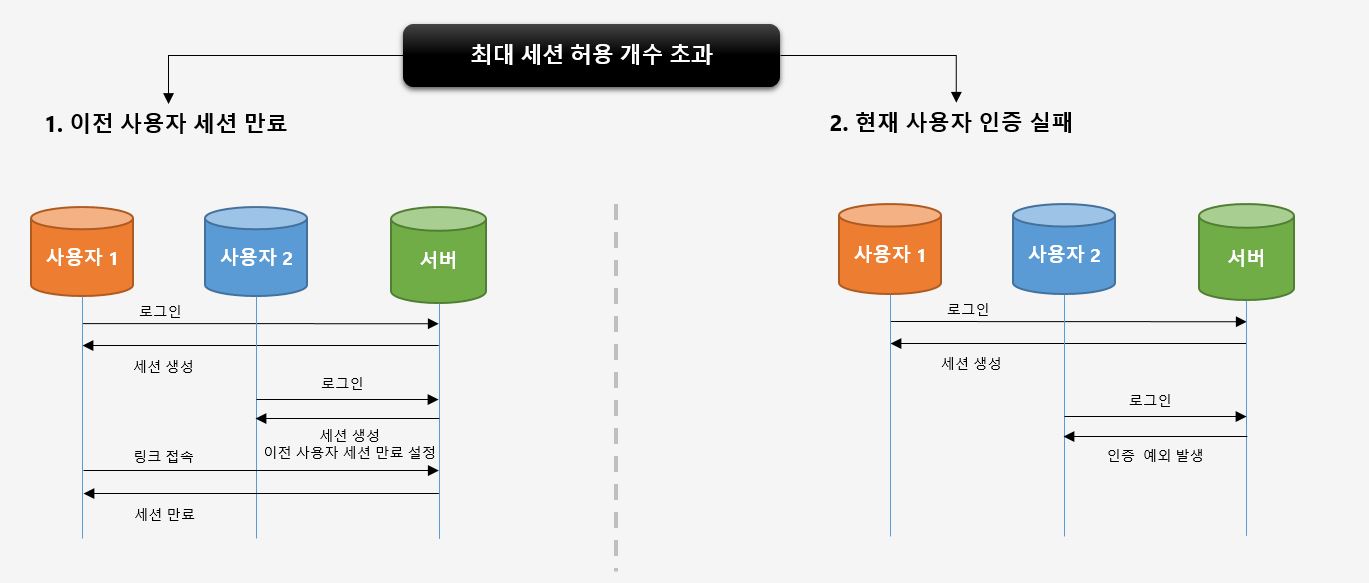 최대 세션 허용 개수 초과
1. 이전 사용자 세션 만료
사용자 1
사용자 2
서버
로그인
세션 생성
로그인
세션 생성
이전 사용자 세션 만료 설정
링크 접속
세션 만료
2. 현재 사용자 인증 실패
사용자 1
사용자 2
서버
로그인
세션 생성
로그인
인증 예외 발생